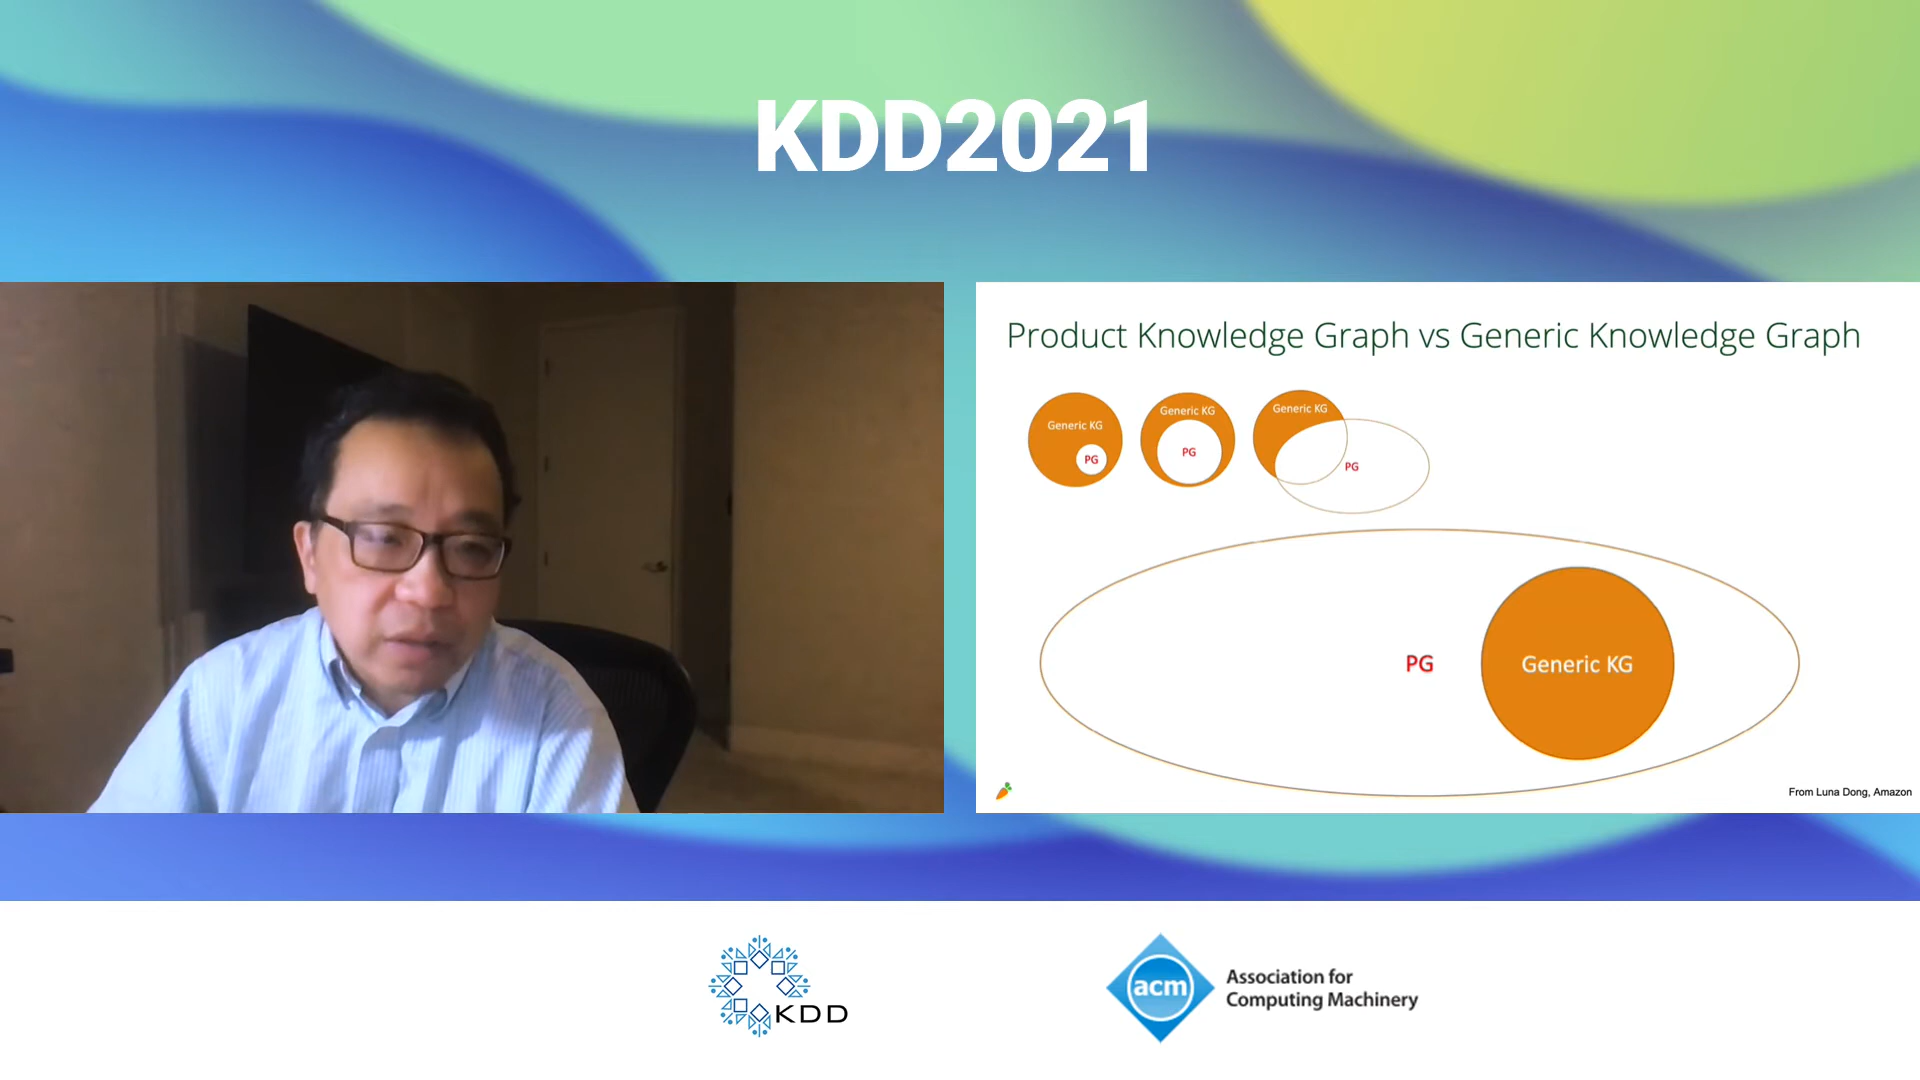 KDD2021
Product Knowledge Graph vs Generic Knowledge Graph
Generic KG
PG
Generic KG
PG
Generic KG
PG
PG
Generic KG
From Luna Dong, Amazon
KDD
acm
Association for
Computing Machinery